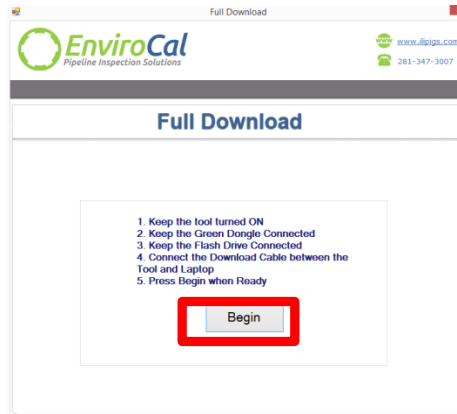 Full Download
EnviroCal
Pipeline Inspection Solutions
www.ilipigs.com
281-347-3007
Full Download
1. Keep the tool turned ON
2. Keep the Green Dongle Connected
3. Keep the Flash Drive Connected
4. Connect the Download Cable between the
Tool and Laptop
5. Press Begin when Ready
Begin